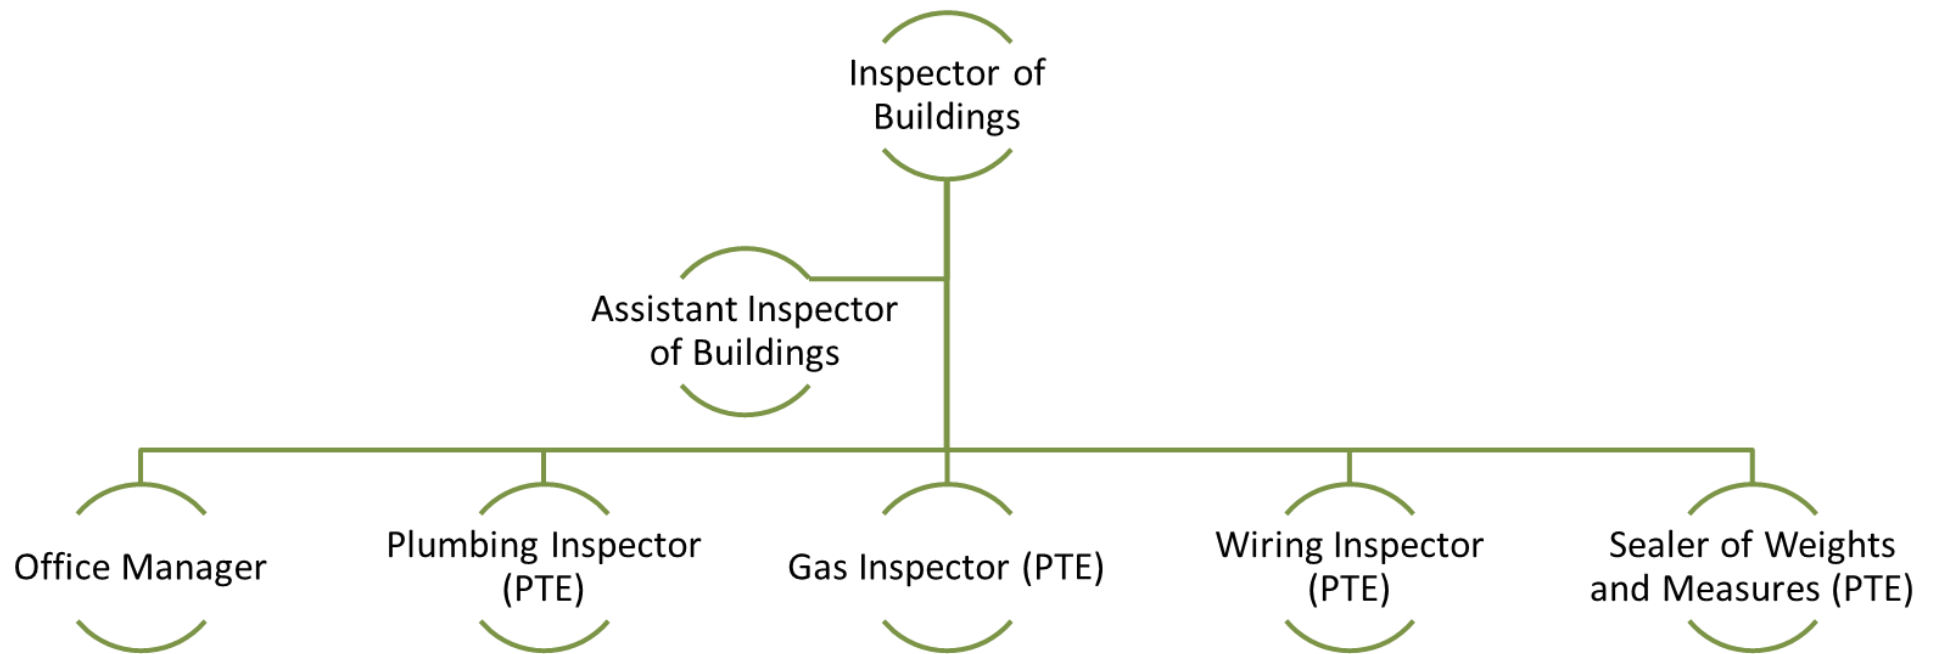 Inspector of
Buildings
Assistant Inspector
of Buildings
Office Manager
Plumbing Inspector
(PTE)
Gas Inspector (PTE)
Wiring Inspector
(PTE)
Sealer of Weights
and Measures (PTE)